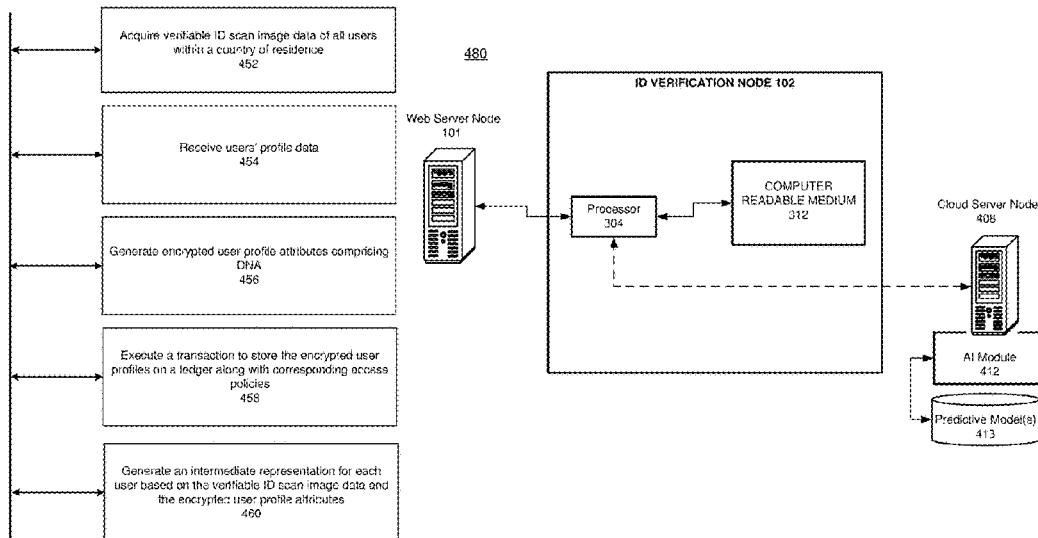 Acquire verifiable ID scan image data of all users
within a country of residence
452
Receive users' profile data
454
Generate encrypted user profile attributes comprising
DNA
456
Execute a transaction to store the encrypted user
profiles on a ledger along with corresponding access
policies
458
Generate an intermediate representation for each
user based on the verifiable ID scan image data and
the encrypted user profile attributes
460
480
Web Server Node
101
ID VERIFICATION NODE 102
Processor
304
COMPUTER
READABLE MEDIUM
312
Cloud Server Node
408
AI Module
412
Predictive Model(s)
413